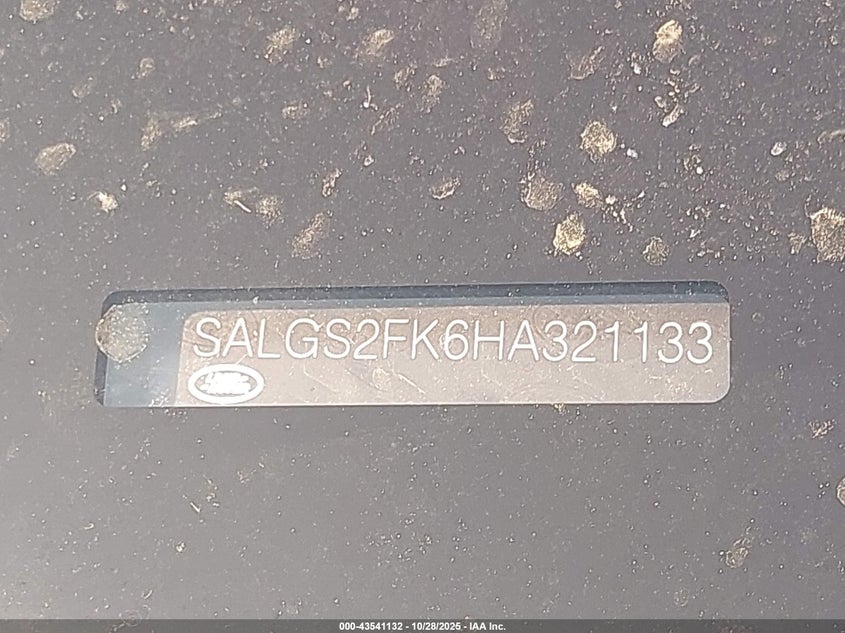 SALGS2FK6HA321133
000-43541132 - 10/28/2025 - IAA Inc.